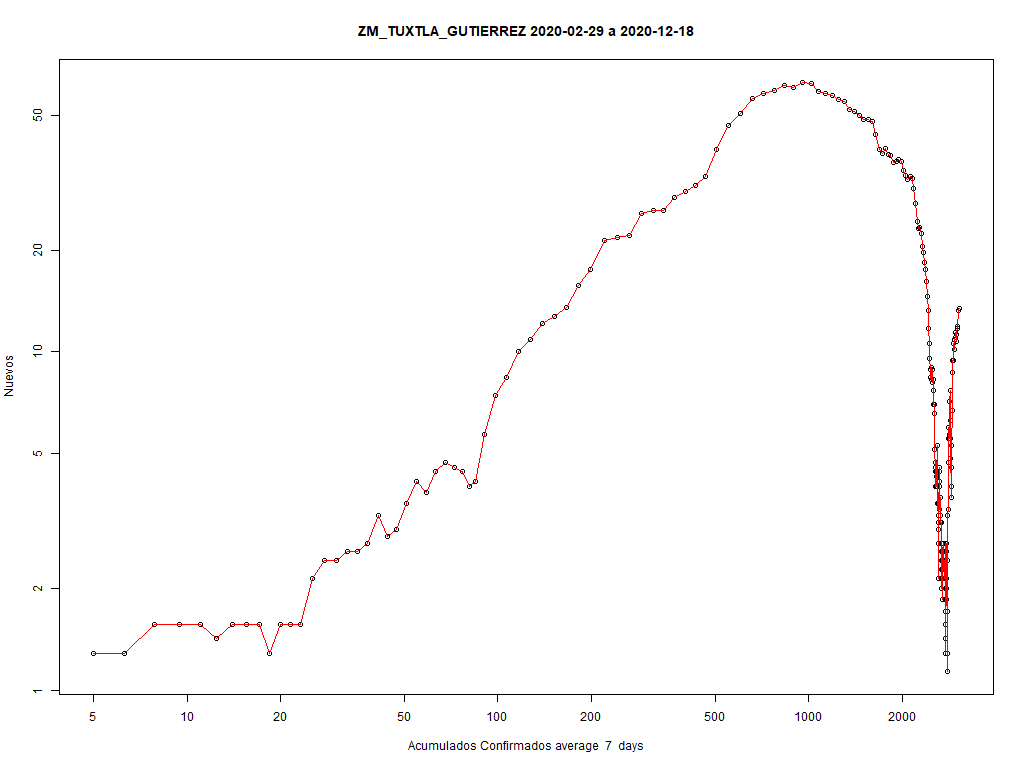 ZM_TUXTLA_GUTIERREZ 2020-02-29 a 2020-12-18
Nuevos
50
20
10
5
2
1
5 10 20 50 100 200 500 1000 2000
Acumulados Confirmados average 7 days